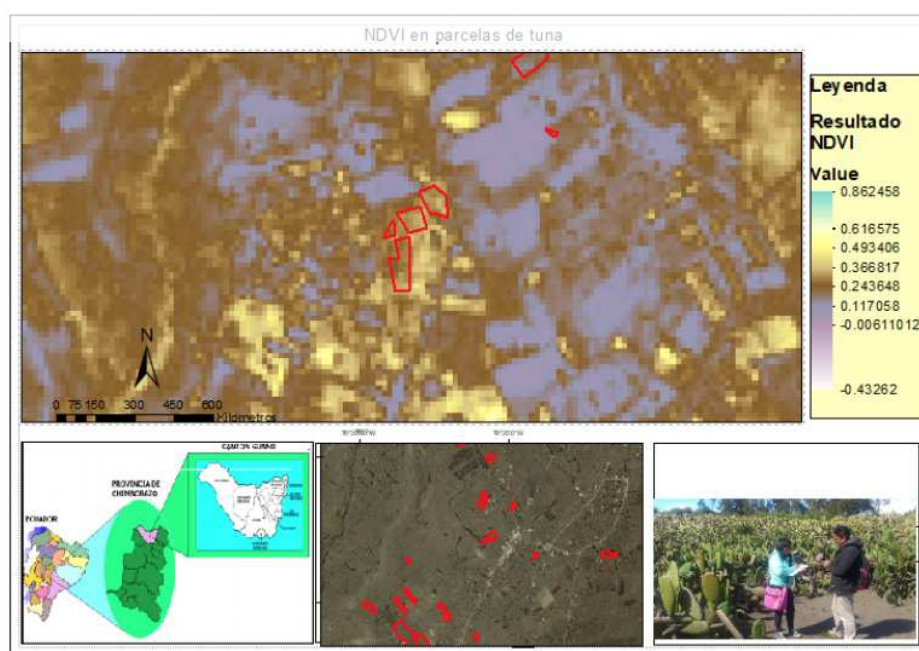 NDVI en parcelas de tuna
Leyenda
Resultado
NDVI
Value
0.862458
0.616575
0.493406
0.366817
0.243648
0.117058
-0.00611012
-0.43262
N
0 75 150 300 450 600
Kilometros
CANTON GUANO
PROVINCIA DE
CHIMBORAZO
ECUADOR